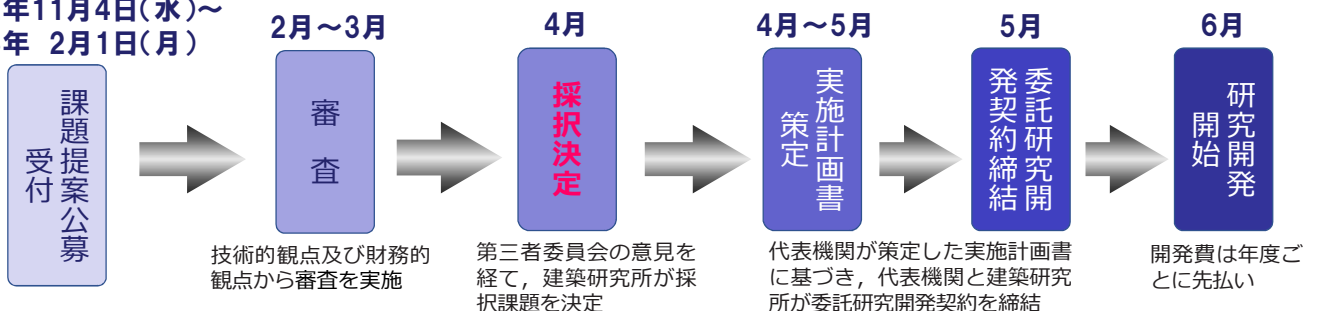 年11月4日(水)～
年 2月1日(月)
課題提案公募
受付
2月～3月
審査
技術的観点及び財務的
観点から審査を実施
4月
採択決定
第三者委員会の意見を
経て，建築研究所が採
択課題を決定
4月～5月
実施計画書
策定
5月
委託研究開
発契約締結
代表機関が策定した実施計画書
に基づき，代表機関と建築研究
所が委託研究開発契約を締結
6月
研究開発
開始
開発費は年度ご
とに先払い